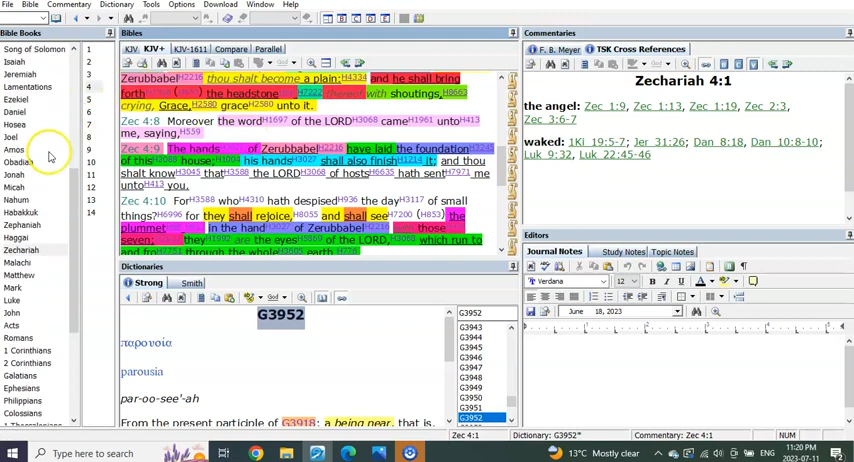 File Bible Commentary Dictionary Tools Options Download Window Help
Bible Books
Song of Solomon
Isaiah
Jeremiah
Lamentations
Ezekiel
Daniel
Hosea
Joel
Amos
Obadiah
Jonah
Micah
Nahum
Habakkuk
Zephaniah
Haggai
Zechariah
Malachi
Matthew
Mark
Luke
John
Acts
Romans
1 Corinthians
2 Corinthians
Galatians
Ephesians
Philippians
Colossians
1 Thessalonians
1
2
3
4
5
6
7
8
9
10
11
12
13
14
Bibles
KJV KJV+ KJV-1611 Compare Parallel
Zerubbabel H2216 thou shalt become a plain: H4334 and he shall bring
forth the headstone H7222 thereof with shoutings, H8663
crying, Grace, H2580 grace H2580 unto it.
Zec 4:8 Moreover the word H1697 of the LORD H3068 came H1961 unto H413
me, saying, H559
Zec 4:9 The hands of Zerubbabel have laid the foundation H3245
of this H2088 house; H1004 his hands H3027 shall also finish H1214 it; and thou
shalt know H3045 that the LORD H3068 of hosts H6635 hath sent H7971 me
unto H413 you.
Zec 4:10 For H3588 who H4310 hath despised H936 the day H3117 of small
things? H6996 for they shall rejoice, H8055 and shall see H7200 (H853) the
plummet in the hand of Zerubbabel those
seven; they H1992 are the eyes H5869 of the LORD, H3068 which run to
and fro through the whole H3605 earth. H776
Dictionaries
Strong Smith
G3952
παρουσία
parousia
par-oo-see'-ah
From the present participle of G3918; a being near, that is,
G3952
G3943
G3944
G3945
G3946
G3947
G3948
G3949
G3950
G3951
G3952
Commentaries
F. B. Meyer TSK Cross References
Zechariah 4:1
the angel: Zec 1:9, Zec 1:13, Zec 1:19, Zec 2:3,
Zec 3:6-7
waked: 1Ki 19:5-7; Jer 31:26; Dan 8:18, Dan 10:8-10;
Luk 9:32, Luk 22:45-46
Editors
Journal Notes Study Notes Topic Notes
Verdana 12 B I U A
June 18, 2023
Zec 4:1 Dictionary: G3952* Commentary: Zec 4:1 NUM
Type here to search
13°C Mostly clear ENG 11:20 PM
2023-07-11